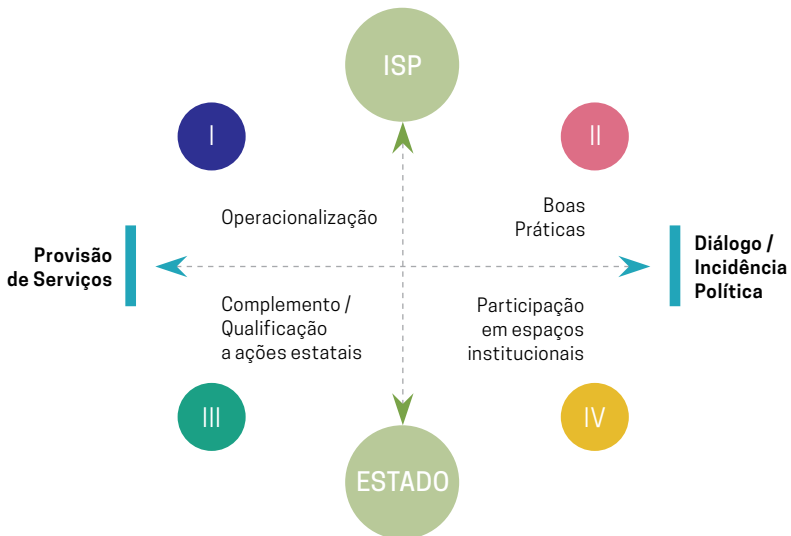 ISP
I
II
Operacionalização
Boas
Práticas
Provisão
de Serviços
Diálogo /
Incidência
Política
Complemento /
Qualificação
a ações estatais
Participação
em espaços
institucionais
III
IV
ESTADO